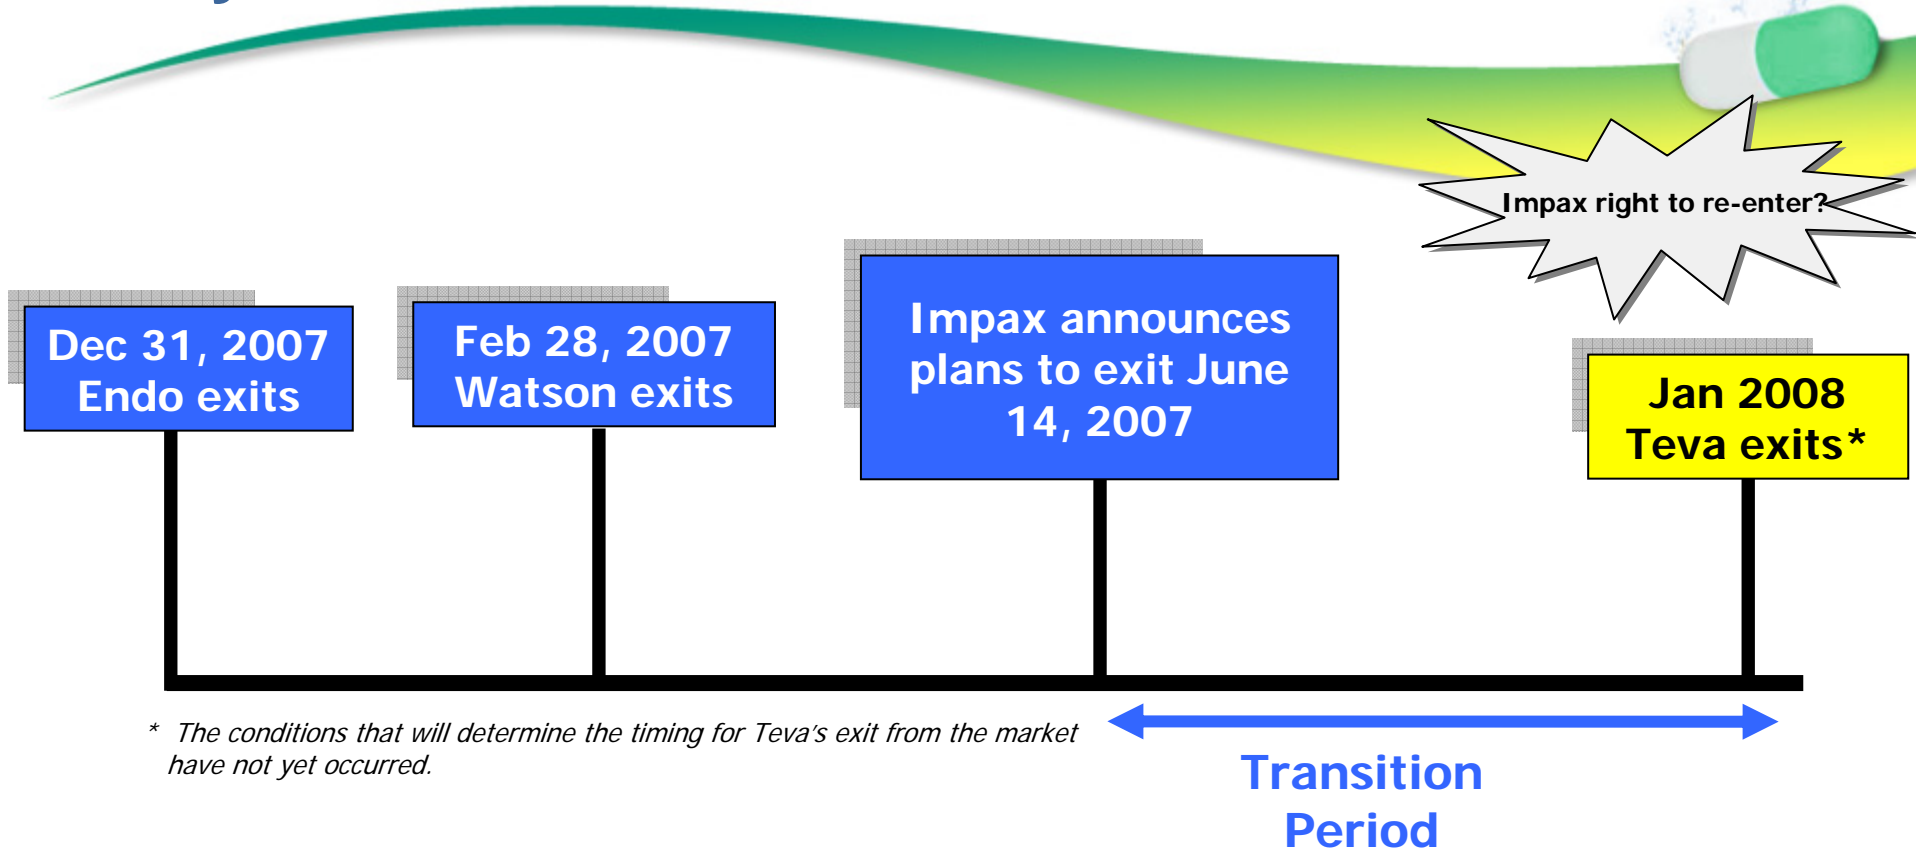 Impax right to re-enter?
Dec 31, 2007
Endo exits
Feb 28, 2007
Watson exits
Impax announces
plans to exit June
14, 2007
Jan 2008
Teva exits*
* The conditions that will determine the timing for Teva's exit from the market
have not yet occurred.
Transition
Period